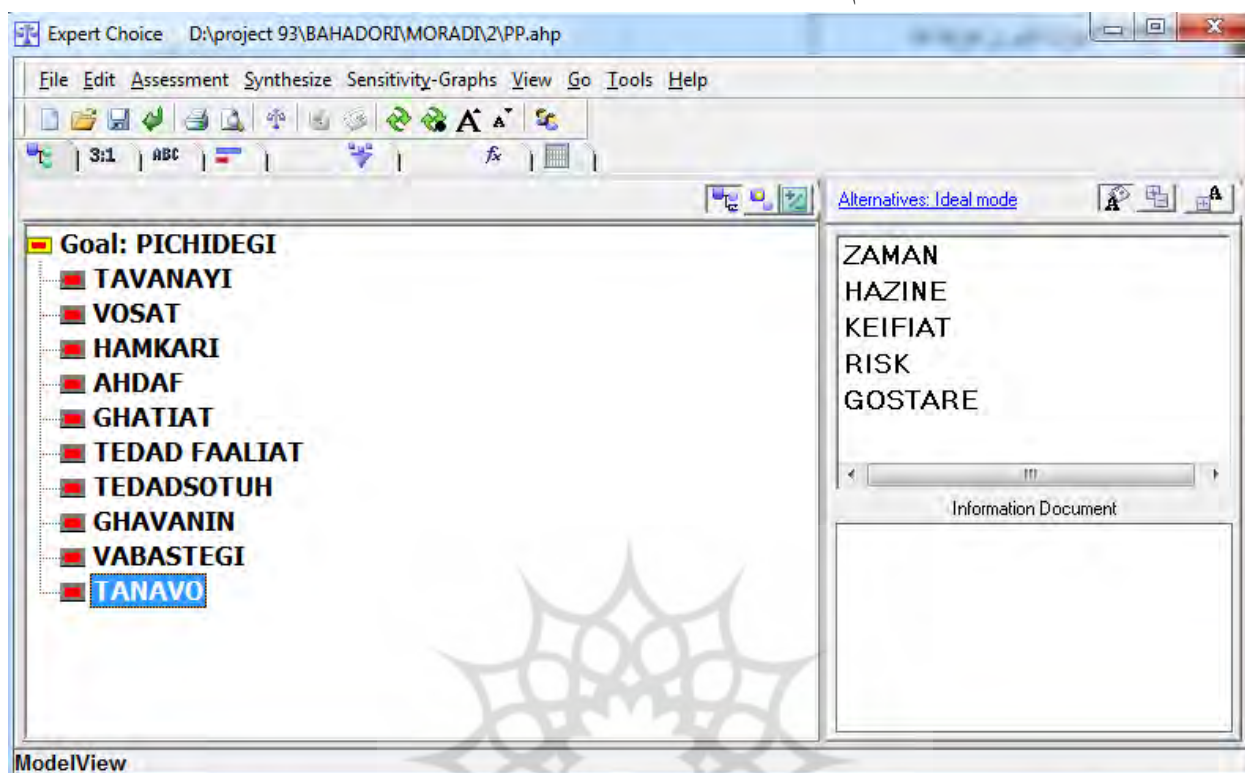 Expert Choice D:\project 93\BAHADORI\MORADI\2\PP.ahp
File Edit Assessment Synthesize Sensitivity-Graphs View Go Tools Help
3:1 ABC fx
Alternatives: Ideal mode
Goal: PICHIDEGI
TAVANAYI
VOSAT
HAMKARI
AHDAF
GHATIAT
TEDAD FAALIAT
TEDADSOTUH
GHAVANIN
VABASTEGI
TANAVO
ZAMAN
HAZINE
KEIFIAT
RISK
GOSTARE
Information Document
ModelView